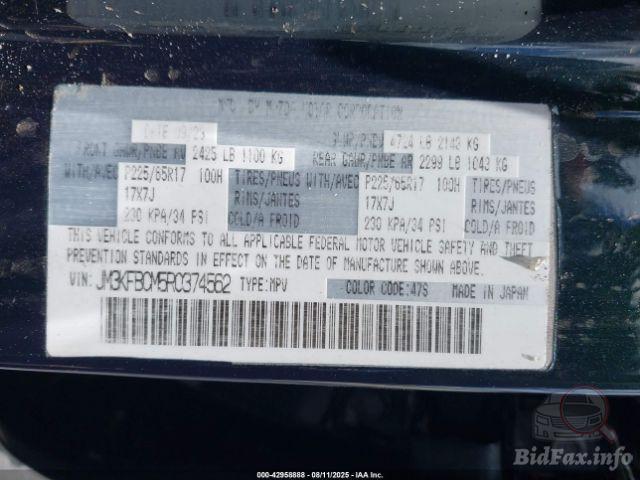 MFD. BY MAZDA MOTOR CORPORATION
DATE 09/23 GVWR/PNBV 4724 LB 2143 KG
FRONT GAWR/PNBE AV 2425 LB 1100 KG REAR GAWR/PNBE AR 2299 LB 1043 KG
WITH/AVEC P225/65R17 100H TIRES/PNEUS WITH/AVEC P225/65R17 100H TIRES/PNEUS
17X7J RIMS/JANTES 17X7J RIMS/JANTES
230 KPA/34 PSI COLD/A FROID 230 KPA/34 PSI COLD/A FROID
THIS VEHICLE CONFORMS TO ALL APPLICABLE FEDERAL MOTOR VEHICLE SAFETY AND THEFT
PREVENTION STANDARDS IN EFFECT ON THE DATE OF MANUFACTURE SHOWN ABOVE.
VIN: JM3KFBCM5R0374562 TYPE:MPV COLOR CODE:47S MADE IN JAPAN
BidFax.info
000-42958888 - 08/11/2025 - IAA Inc.